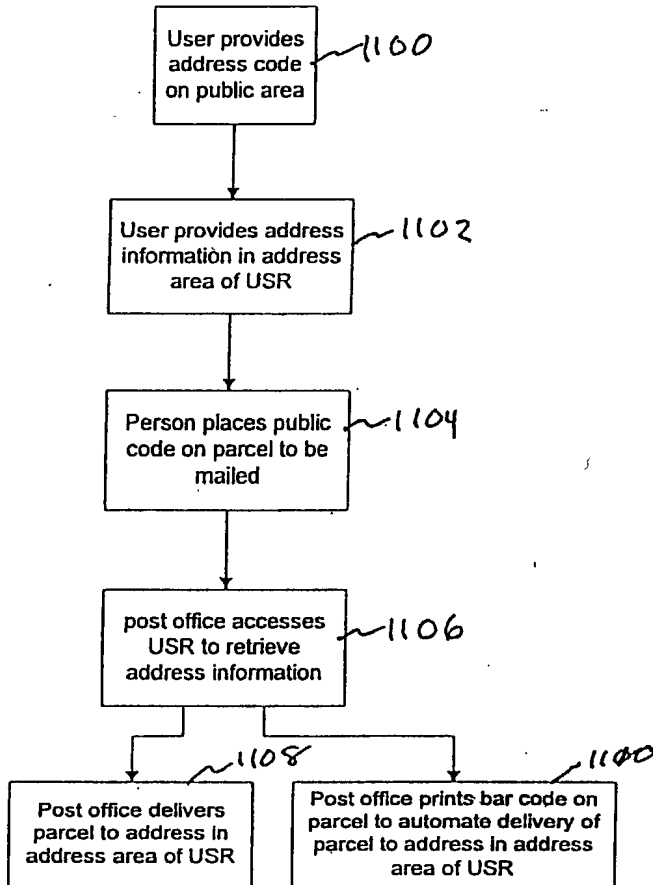 User provides
address code
on public area
1100
User provides address
information in address
area of USR
1102
Person places public
code on parcel to be
mailed
1104
post office accesses
USR to retrieve
address information
1106
1108
Post office delivers
parcel to address in
address area of USR
1100
Post office prints bar code on
parcel to automate delivery of
parcel to address in address
area of USR